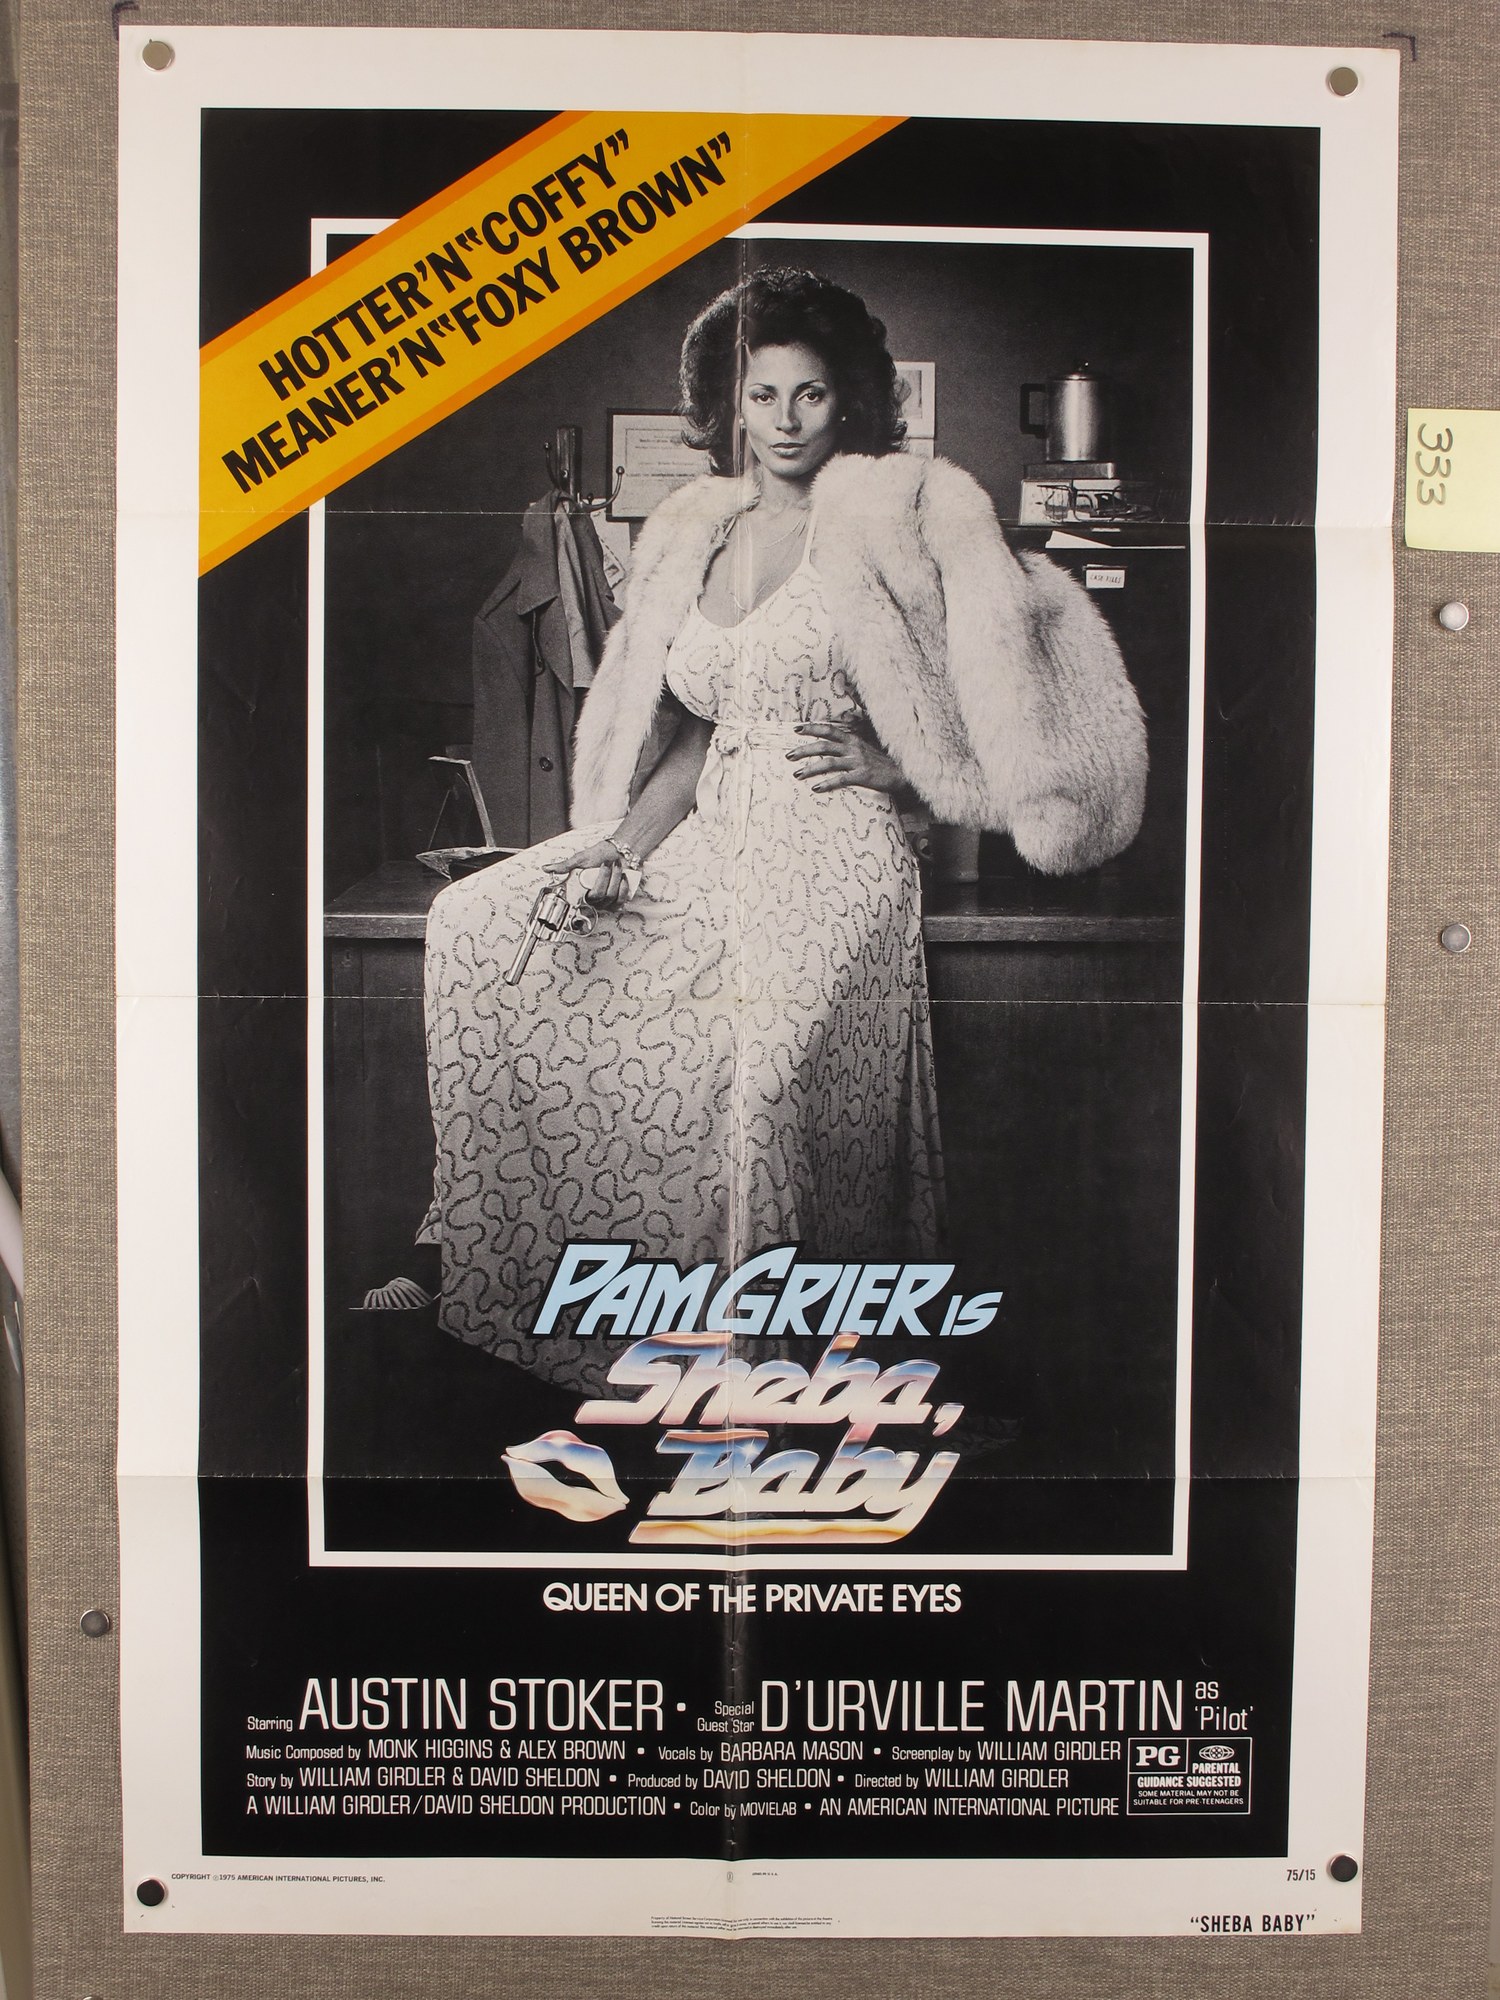 HOTTER'N "COFFY"
MEANER'N "FOXY BROWN"
333
CASE FILES
PAM GRIER IS
Sheba,
Baby
QUEEN OF THE PRIVATE EYES
Starring AUSTIN STOKER • Special Guest Star D'URVILLE MARTIN as 'Pilot'
Music Composed by MONK HIGGINS & ALEX BROWN • Vocals by BARBARA MASON • Screenplay by WILLIAM GIRDLER
Story by WILLIAM GIRDLER & DAVID SHELDON • Produced by DAVID SHELDON • Directed by WILLIAM GIRDLER
A WILLIAM GIRDLER/DAVID SHELDON PRODUCTION • Color by MOVIELAB • AN AMERICAN INTERNATIONAL PICTURE
PG PARENTAL
GUIDANCE SUGGESTED
SOME MATERIAL MAY NOT BE
SUITABLE FOR PRE-TEENAGERS
COPYRIGHT ©1975 AMERICAN INTERNATIONAL PICTURES, INC.
75/15
"SHEBA BABY"